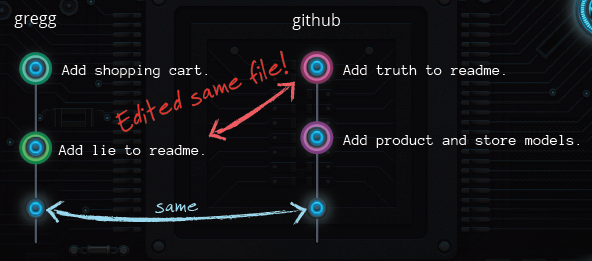 gregg
github
Add shopping cart.
Edited same file!
Add truth to readme.
Add lie to readme.
Add product and store models.
same